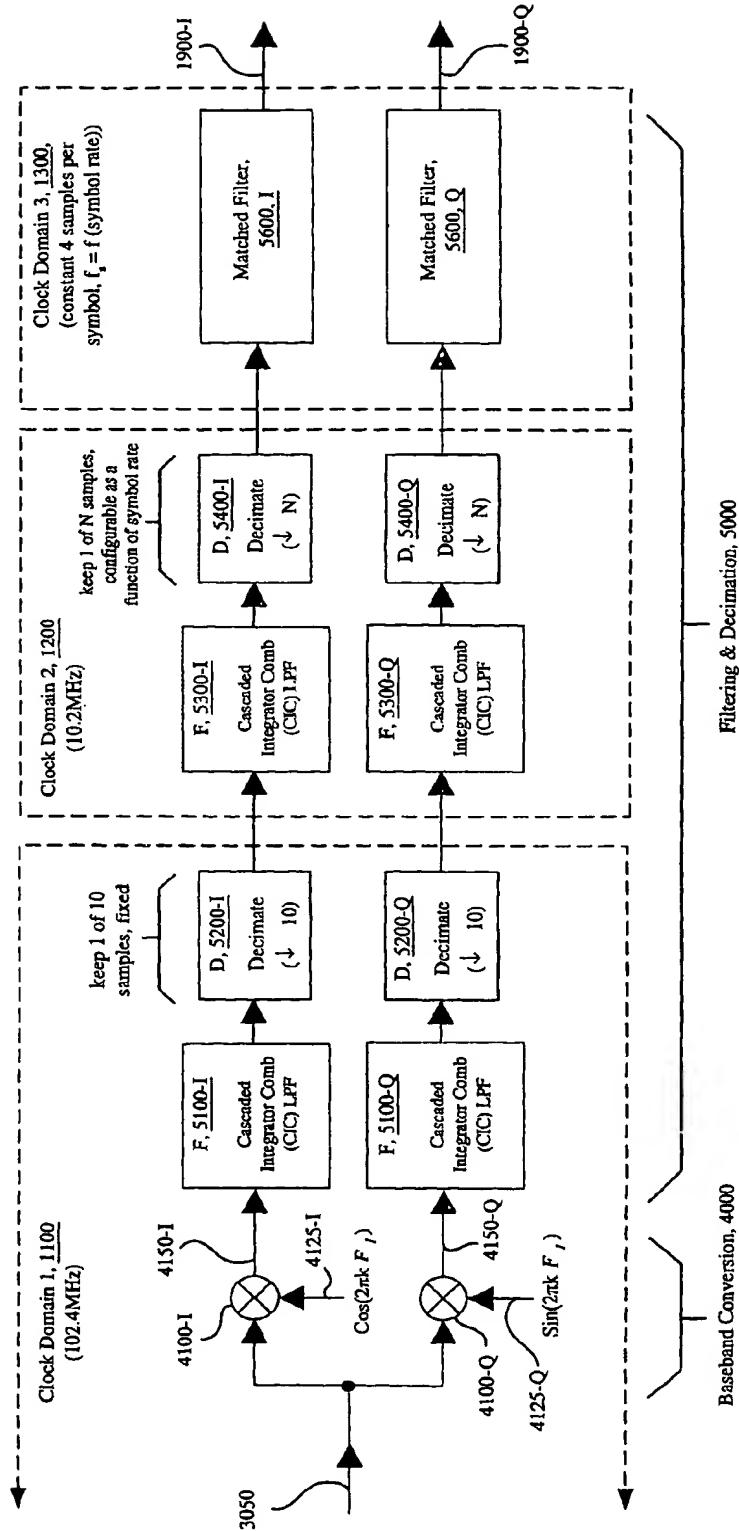 Clock Domain 1, 1100
(102.4MHz)
Clock Domain 2, 1200
(10.2MHz)
Clock Domain 3, 1300,
(constant 4 samples per
symbol, fs = f (symbol rate))
keep 1 of 10
samples, fixed
keep 1 of N samples,
configurable as a
function of symbol rate
3050
4100-I
4125-I
Cos(2πk F1)
4150-I
F, 5100-I
Cascaded
Integrator Comb
(CIC) LPF
D, 5200-I
Decimate
(↓ 10)
F, 5300-I
Cascaded
Integrator Comb
(CIC) LPF
D, 5400-I
Decimate
(↓ N)
Matched Filter,
5600, I
1900-I
4100-Q
4125-Q
Sin(2πk F1)
4150-Q
F, 5100-Q
Cascaded
Integrator Comb
(CIC) LPF
D, 5200-Q
Decimate
(↓ 10)
F, 5300-Q
Cascaded
Integrator Comb
(CIC) LPF
D, 5400-Q
Decimate
(↓ N)
Matched Filter,
5600, Q
1900-Q
Baseband Conversion, 4000
Filtering & Decimation, 5000